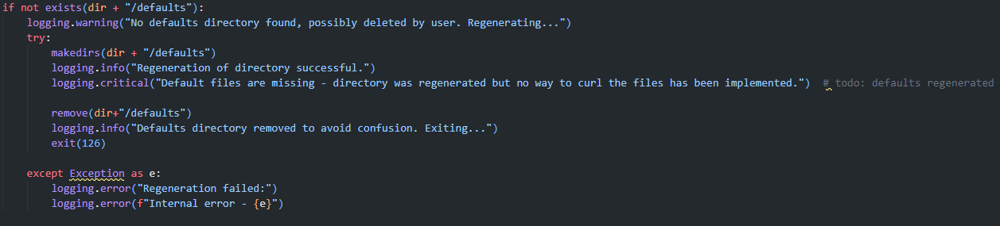 if not exists(dir + "/defaults"):
    logging.warning("No defaults directory found, possibly deleted by user. Regenerating...")
    try:
        makedirs(dir + "/defaults")
        logging.info("Regeneration of directory successful.")
        logging.critical("Default files are missing - directory was regenerated but no way to curl the files has been implemented.")  # todo: defaults regenerated
        remove(dir+"/defaults")
        logging.info("Defaults directory removed to avoid confusion. Exiting...")
        exit(126)
    except Exception as e:
        logging.error("Regeneration failed:")
        logging.error(f"Internal error - {e}")